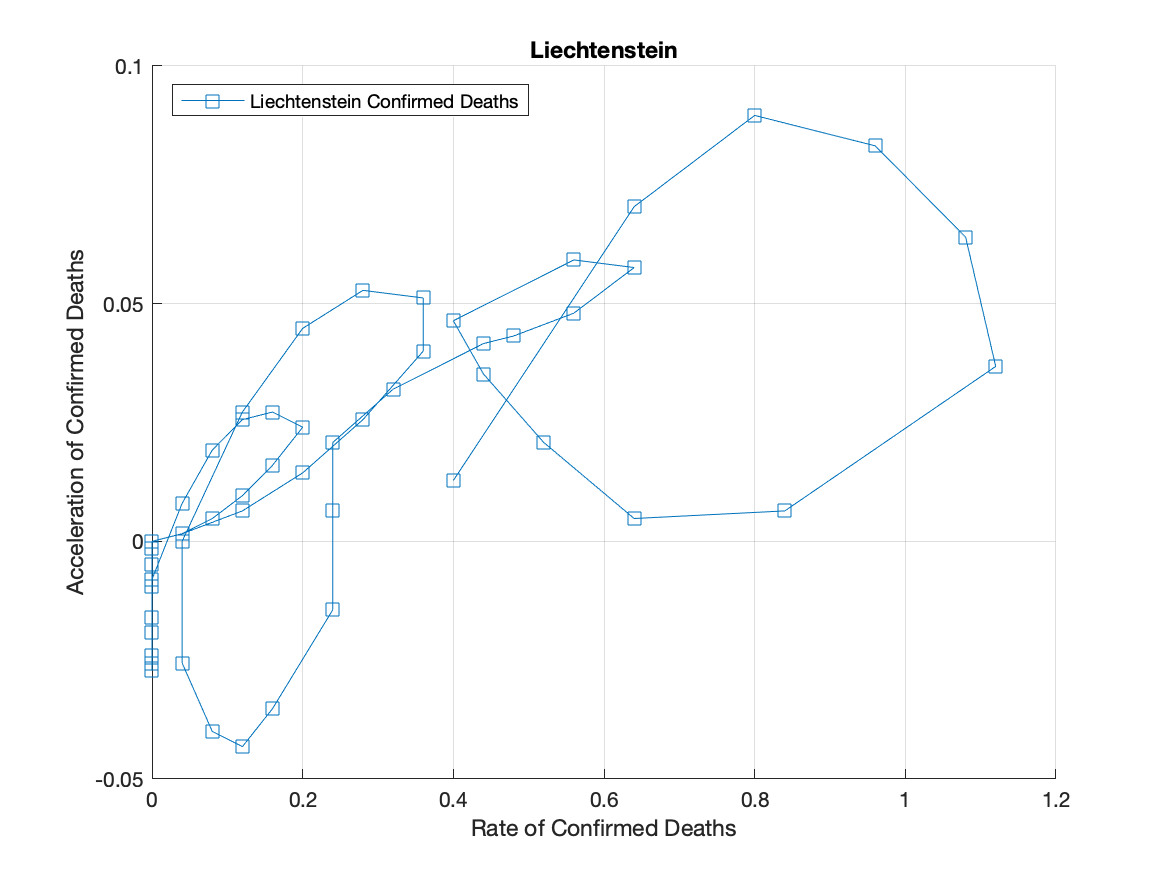 Liechtenstein
0.1
Liechtenstein Confirmed Deaths
0.05
0
-0.05
Acceleration of Confirmed Deaths
0 0.2 0.4 0.6 0.8 1 1.2
Rate of Confirmed Deaths